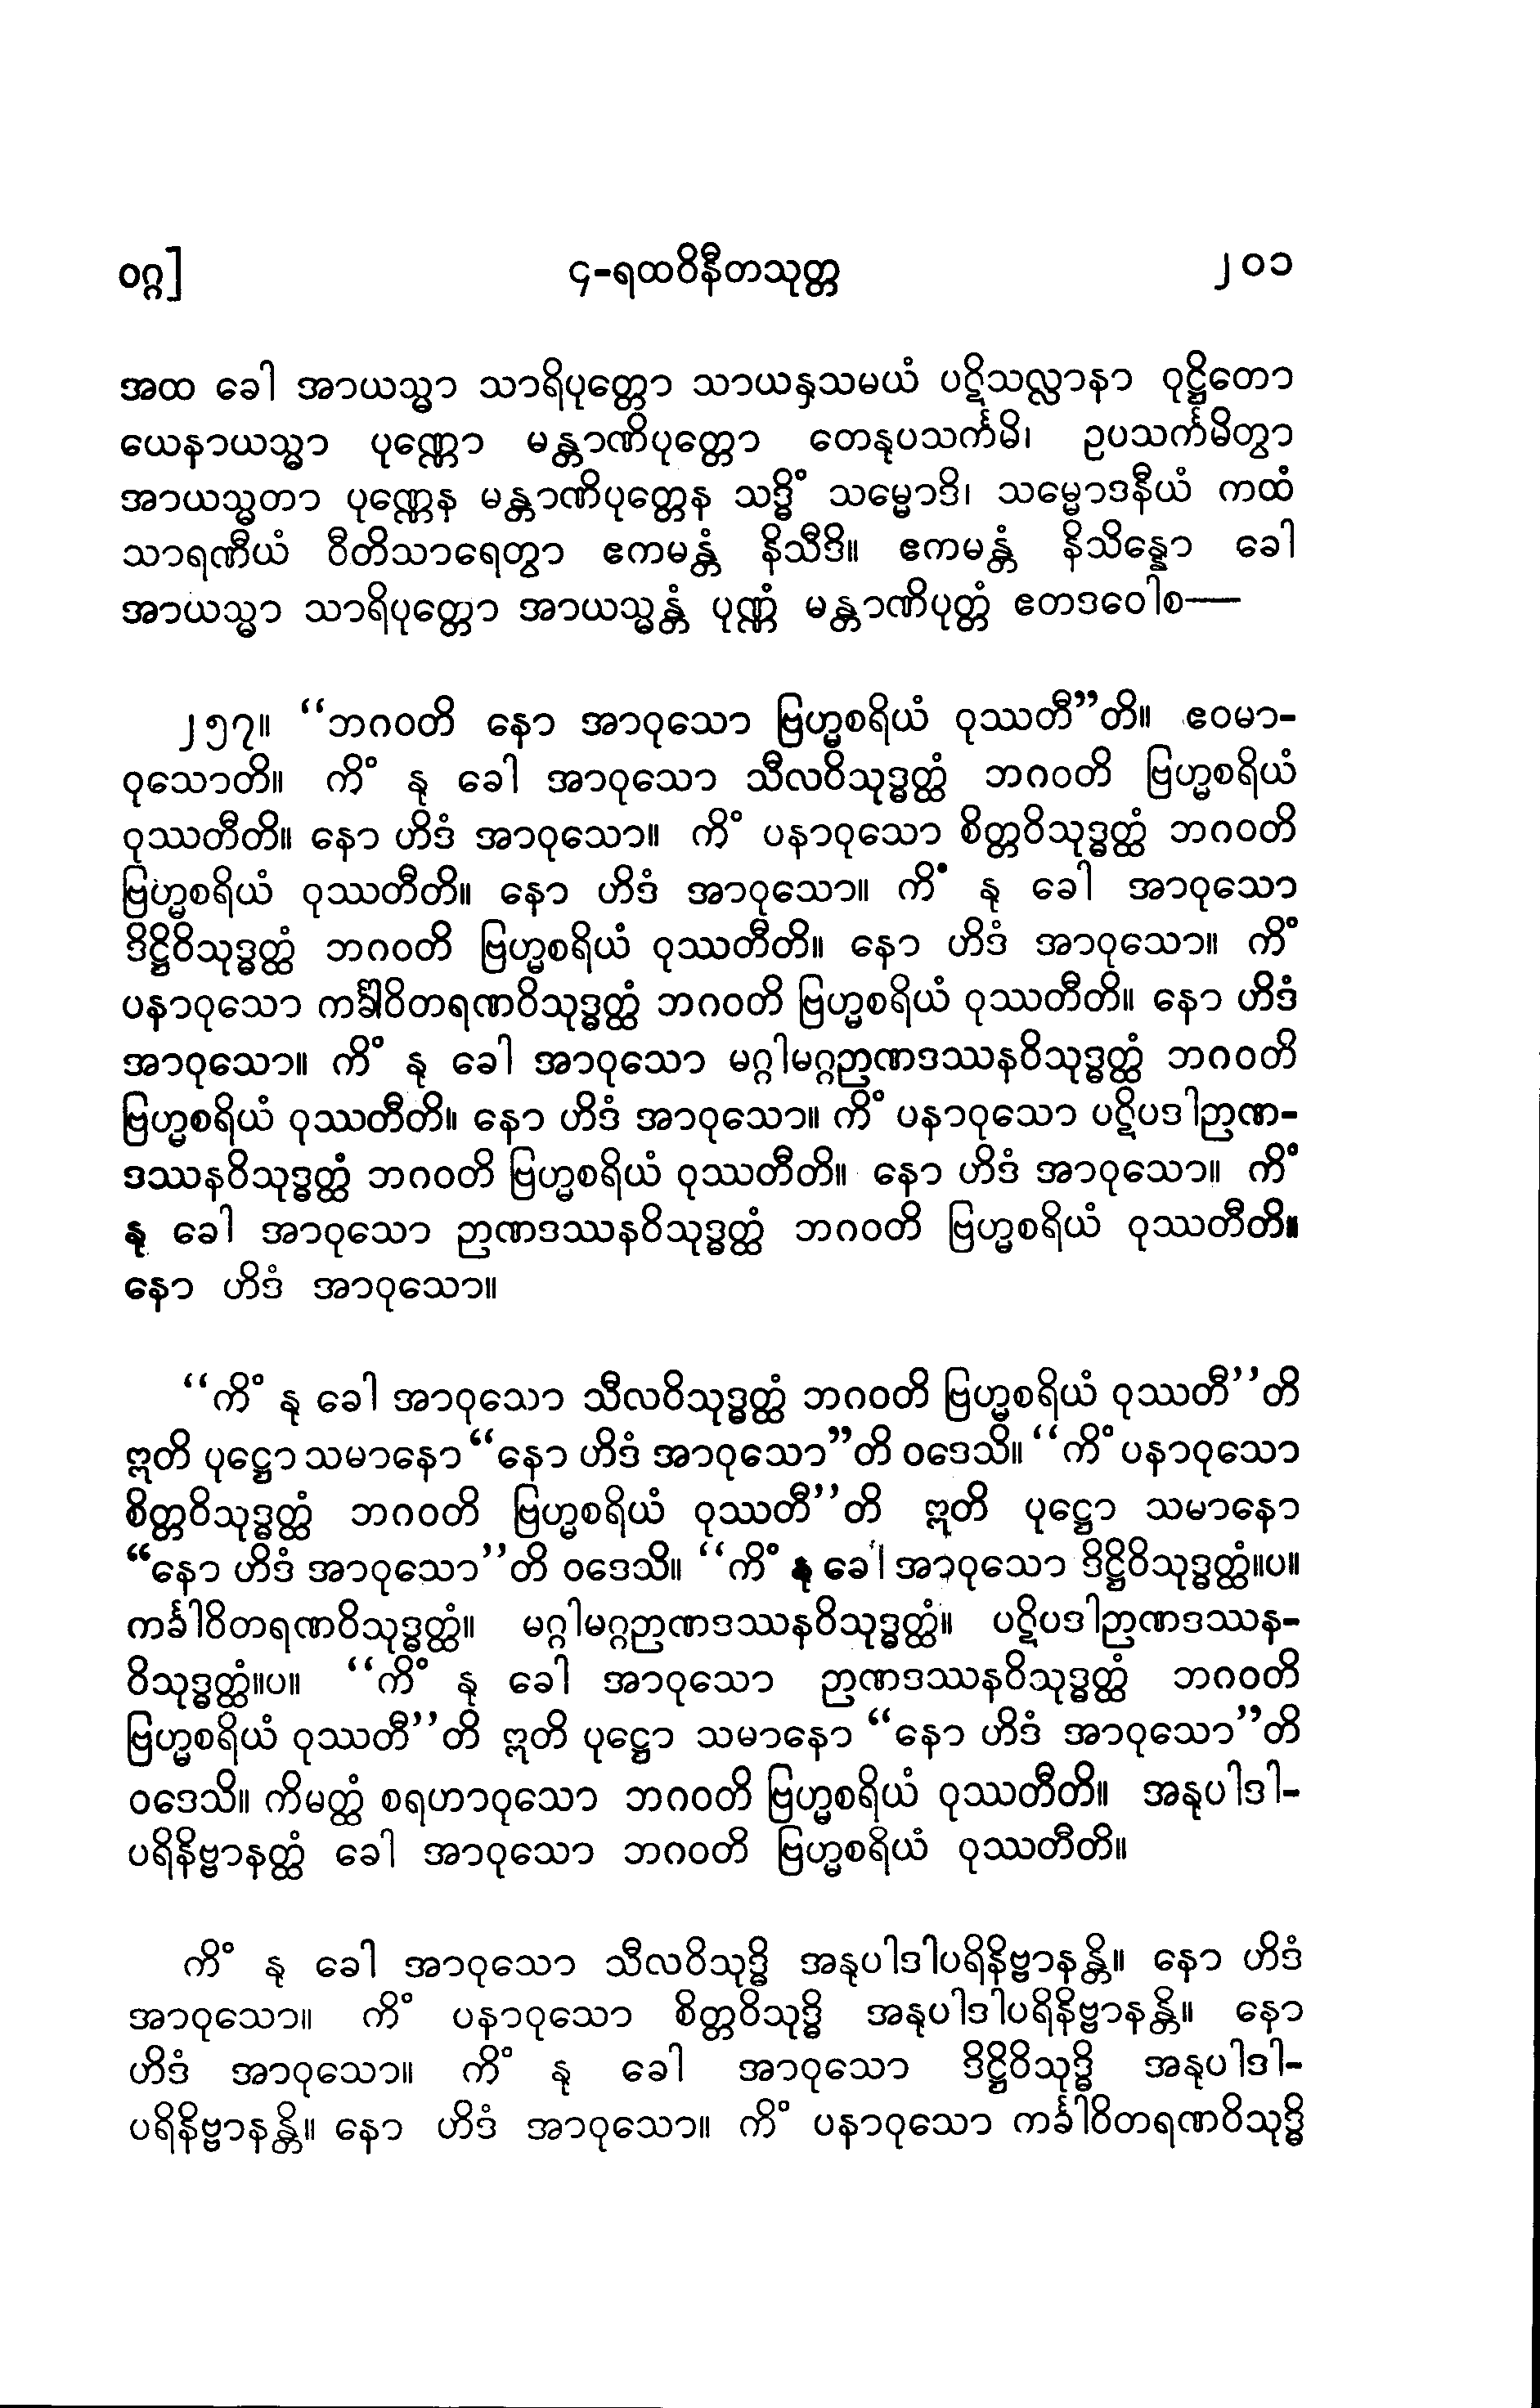 ဝဂ္ဂ] ၄-ရထဝိနီတသုတ္တ ၂၀၁
အထ ခေါ အာယသ္မာ သာရိပုတ္တော သာယနှသမယံ ပဋိသလ္လာနာ ဝုဋ္ဌိတော
ယေနာယသ္မာ ပုဏ္ဏော မန္တာဏိပုတ္တော တေနုပသင်္ကမိ၊ ဥပသင်္ကမိတွာ
အာယသ္မတာ ပုဏ္ဏေန မန္တာဏိပုတ္တေန သဒ္ဓိံ သမ္မောဒိ၊ သမ္မောဒနီယံ ကထံ
သာရဏီယံ ဝီတိသာရေတွာ ဧကမန္တံ နိသီဒိ။ ဧကမန္တံ နိသိန္နော ခေါ
အာယသ္မာ သာရိပုတ္တော အာယသ္မန္တံ ပုဏ္ဏံ မန္တာဏိပုတ္တံ ဧတဒဝေါစ—
၂၅၇။ “ဘဂဝတိ နော အာဝုသော ဗြဟ္မစရိယံ ဝုဿတီ”တိ။ ဧဝမာ-
ဝုသောတိ။ ကိံ နု ခေါ အာဝုသော သီလဝိသုဒ္ဓတ္ထံ ဘဂဝတိ ဗြဟ္မစရိယံ
ဝုဿတီတိ။ နော ဟိဒံ အာဝုသော။ ကိံ ပနာဝုသော စိတ္တဝိသုဒ္ဓတ္ထံ ဘဂဝတိ
ဗြဟ္မစရိယံ ဝုဿတီတိ။ နော ဟိဒံ အာဝုသော။ ကိံ နု ခေါ အာဝုသော
ဒိဋ္ဌိဝိသုဒ္ဓတ္ထံ ဘဂဝတိ ဗြဟ္မစရိယံ ဝုဿတီတိ။ နော ဟိဒံ အာဝုသော။ ကိံ
ပနာဝုသော ကင်္ခါဝိတရဏဝိသုဒ္ဓတ္ထံ ဘဂဝတိ ဗြဟ္မစရိယံ ဝုဿတီတိ။ နော ဟိဒံ
အာဝုသော။ ကိံ နု ခေါ အာဝုသော မဂ္ဂါမဂ္ဂဉာဏဒဿနဝိသုဒ္ဓတ္ထံ ဘဂဝတိ
ဗြဟ္မစရိယံ ဝုဿတီတိ။ နော ဟိဒံ အာဝုသော။ ကိံ ပနာဝုသော ပဋိပဒါဉာဏ-
ဒဿနဝိသုဒ္ဓတ္ထံ ဘဂဝတိ ဗြဟ္မစရိယံ ဝုဿတီတိ။ နော ဟိဒံ အာဝုသော။ ကိံ
နု ခေါ အာဝုသော ဉာဏဒဿနဝိသုဒ္ဓတ္ထံ ဘဂဝတိ ဗြဟ္မစရိယံ ဝုဿတီတိ။
နော ဟိဒံ အာဝုသော။
“ကိံ နု ခေါ အာဝုသော သီလဝိသုဒ္ဓတ္ထံ ဘဂဝတိ ဗြဟ္မစရိယံ ဝုဿတီ”တိ
ဣတိ ပုဋ္ဌော သမာနော “နော ဟိဒံ အာဝုသော”တိ ဝဒေသိ။ “ကိံ ပနာဝုသော
စိတ္တဝိသုဒ္ဓတ္ထံ ဘဂဝတိ ဗြဟ္မစရိယံ ဝုဿတီ”တိ ဣတိ ပုဋ္ဌော သမာနော
“နော ဟိဒံ အာဝုသော”တိ ဝဒေသိ။ “ကိံ နု ခေါ အာဝုသော ဒိဋ္ဌိဝိသုဒ္ဓတ္ထံ။ပ။
ကင်္ခါဝိတရဏဝိသုဒ္ဓတ္ထံ။ မဂ္ဂါမဂ္ဂဉာဏဒဿနဝိသုဒ္ဓတ္ထံ။ ပဋိပဒါဉာဏဒဿန-
ဝိသုဒ္ဓတ္ထံ။ပ။ “ကိံ နု ခေါ အာဝုသော ဉာဏဒဿနဝိသုဒ္ဓတ္ထံ ဘဂဝတိ
ဗြဟ္မစရိယံ ဝုဿတီ”တိ ဣတိ ပုဋ္ဌော သမာနော “နော ဟိဒံ အာဝုသော”တိ
ဝဒေသိ။ ကိမတ္ထံ စရဟာဝုသော ဘဂဝတိ ဗြဟ္မစရိယံ ဝုဿတီတိ။ အနုပါဒါ-
ပရိနိဗ္ဗာနတ္ထံ ခေါ အာဝုသော ဘဂဝတိ ဗြဟ္မစရိယံ ဝုဿတီတိ။
ကိံ နု ခေါ အာဝုသော သီလဝိသုဒ္ဓိ အနုပါဒါပရိနိဗ္ဗာနန္တိ။ နော ဟိဒံ
အာဝုသော။ ကိံ ပနာဝုသော စိတ္တဝိသုဒ္ဓိ အနုပါဒါပရိနိဗ္ဗာနန္တိ။ နော
ဟိဒံ အာဝုသော။ ကိံ နု ခေါ အာဝုသော ဒိဋ္ဌိဝိသုဒ္ဓိ အနုပါဒါ-
ပရိနိဗ္ဗာနန္တိ။ နော ဟိဒံ အာဝုသော။ ကိံ ပနာဝုသော ကင်္ခါဝိတရဏဝိသုဒ္ဓိ